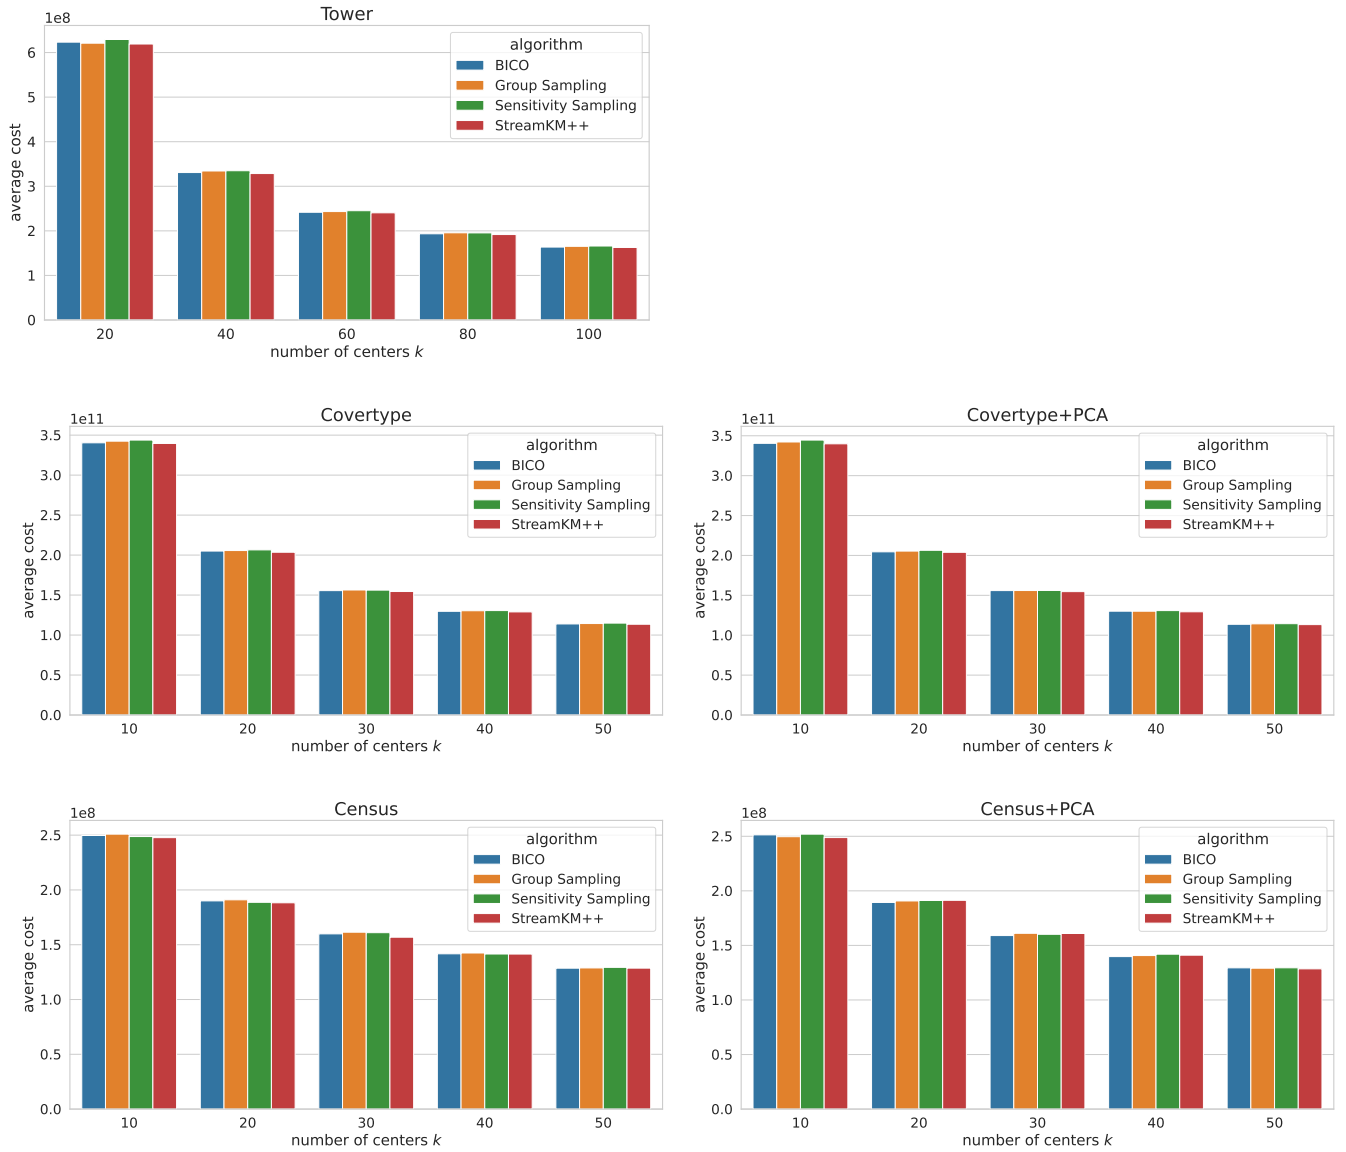 Tower
1e8
6
5
4
3
2
1
0
average cost
algorithm
BICO
Group Sampling
Sensitivity Sampling
StreamKM++
20 40 60 80 100
number of centers k
Covertype
1e11
3.5
3.0
2.5
2.0
1.5
1.0
0.5
0.0
average cost
algorithm
BICO
Group Sampling
Sensitivity Sampling
StreamKM++
10 20 30 40 50
number of centers k
Covertype+PCA
1e11
3.5
3.0
2.5
2.0
1.5
1.0
0.5
0.0
average cost
algorithm
BICO
Group Sampling
Sensitivity Sampling
StreamKM++
10 20 30 40 50
number of centers k
Census
1e8
2.5
2.0
1.5
1.0
0.5
0.0
average cost
algorithm
BICO
Group Sampling
Sensitivity Sampling
StreamKM++
10 20 30 40 50
number of centers k
Census+PCA
1e8
2.5
2.0
1.5
1.0
0.5
0.0
average cost
algorithm
BICO
Group Sampling
Sensitivity Sampling
StreamKM++
10 20 30 40 50
number of centers k